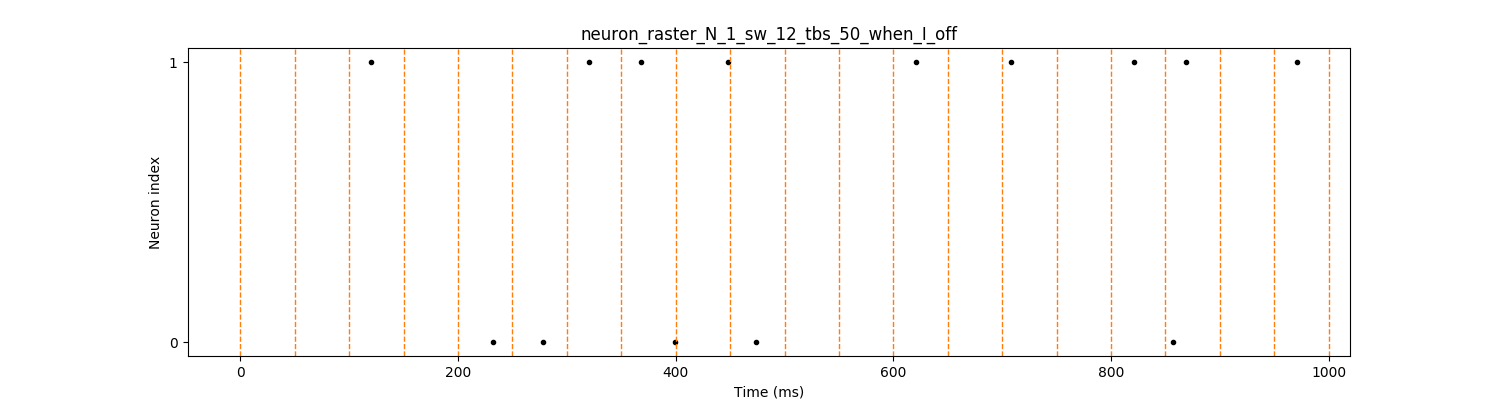 neuron_raster_N_1_sw_12_tbs_50_when_I_off
1
0
Neuron index
0 200 400 600 800 1000
Time (ms)